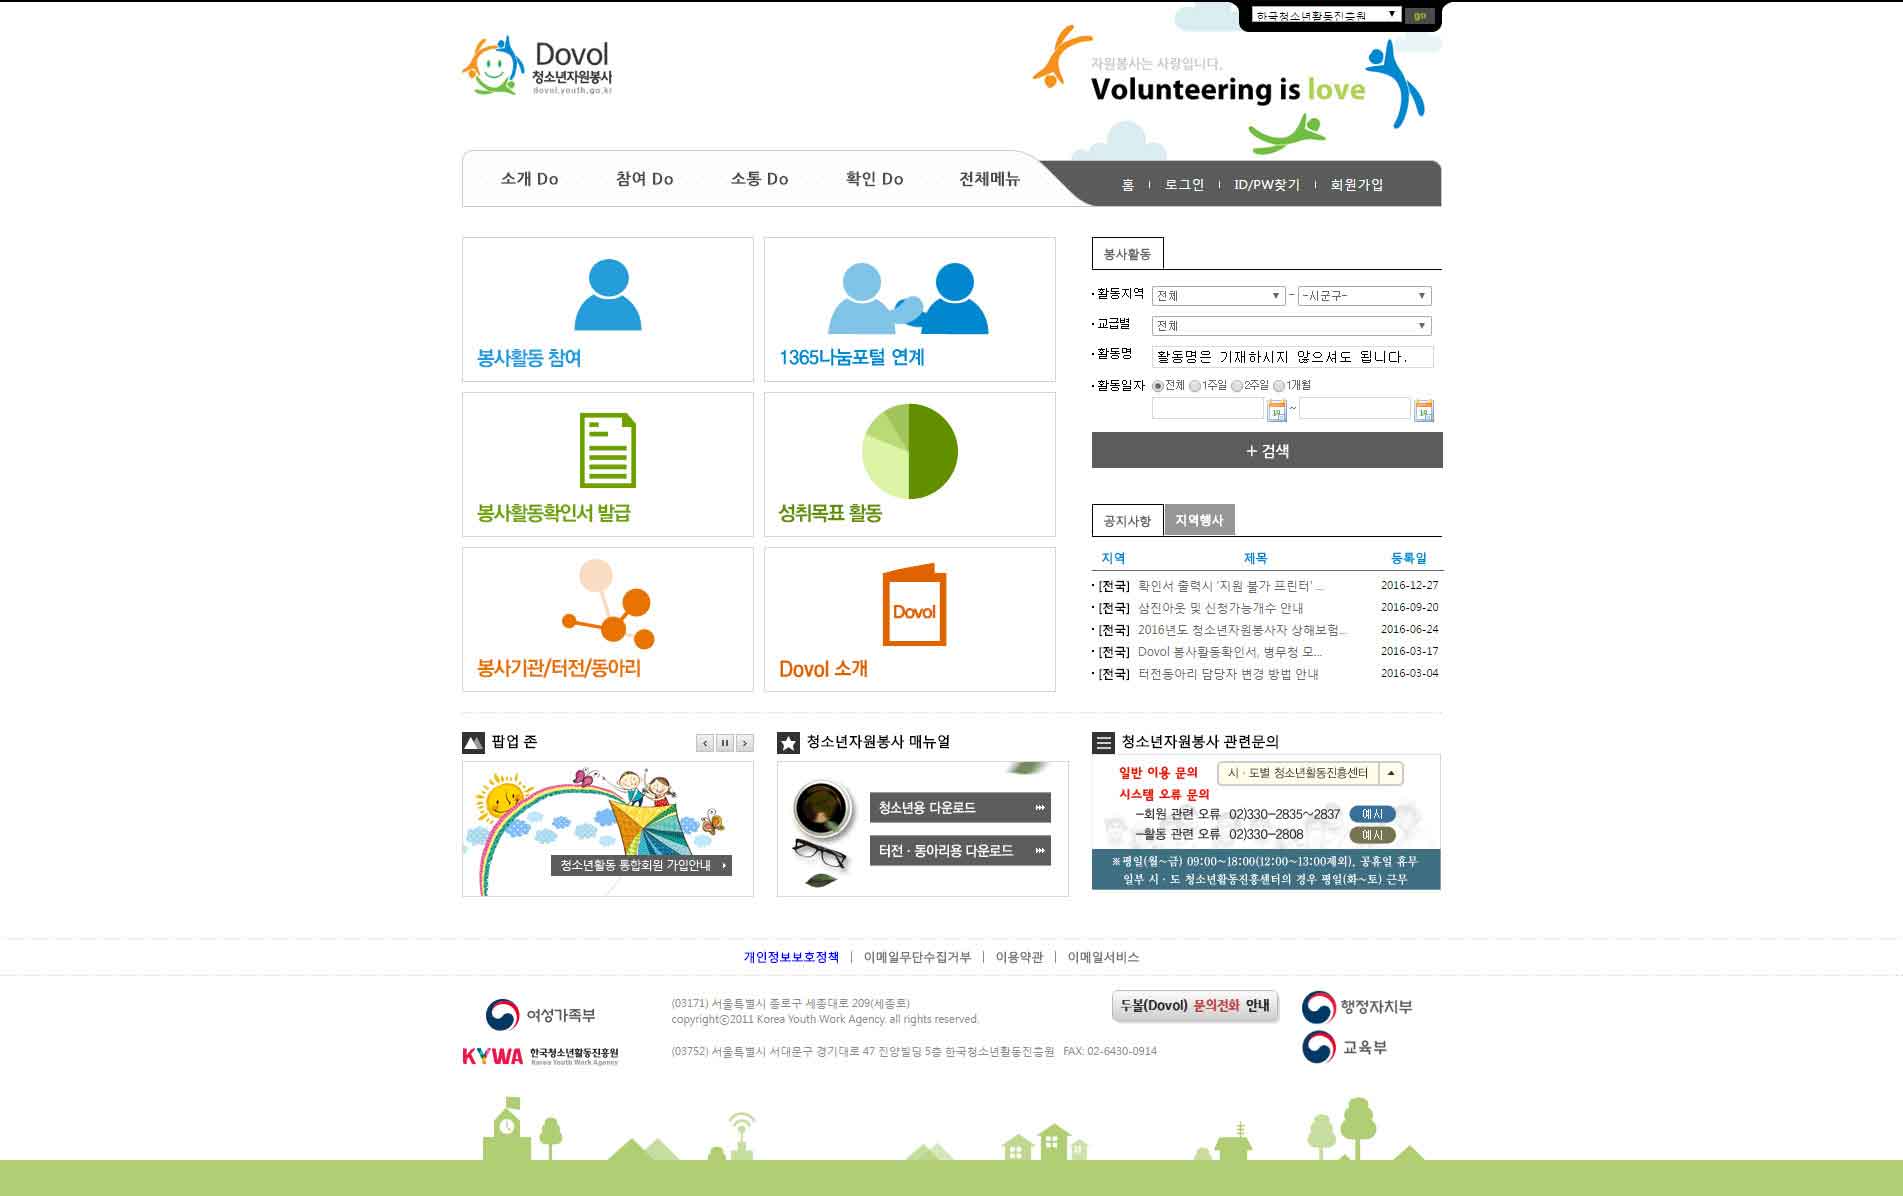 한국청소년활동진흥원 go
Dovol
청소년자원봉사
dovol.youth.go.kr
자원봉사는 사랑입니다.
Volunteering is love
소개 Do 참여 Do 소통 Do 확인 Do 전체메뉴
홈 로그인 ID/PW찾기 회원가입
봉사활동 참여
1365나눔포털 연계
봉사활동확인서 발급
성취목표 활동
봉사기관/터전/동아리
Dovol
Dovol 소개
봉사활동
활동지역 전체 - -시군구-
교급별 전체
활동명 활동명은 기재하시지 않으셔도 됩니다.
활동일자 전체 1주일 2주일 1개월
~
+ 검색
공지사항 지역행사
지역 제목 등록일
[전국] 확인서 출력시 '지원 불가 프린터' ... 2016-12-27
[전국] 삼진아웃 및 신청가능개수 안내 2016-09-20
[전국] 2016년도 청소년자원봉사자 상해보험... 2016-06-24
[전국] Dovol 봉사활동확인서, 병무청 모... 2016-03-17
[전국] 터전동아리 담당자 변경 방법 안내 2016-03-04
팝업 존
청소년활동 통합회원 가입안내
청소년자원봉사 매뉴얼
청소년용 다운로드
터전 · 동아리용 다운로드
청소년자원봉사 관련문의
일반 이용 문의 시 · 도별 청소년활동진흥센터
시스템 오류 문의
-회원 관련 오류 02)330-2835~2837 예시
-활동 관련 오류 02)330-2808 예시
※평일(월~금) 09:00~18:00(12:00~13:00제외), 공휴일 휴무
일부 시 · 도 청소년활동진흥센터의 경우 평일(화~토) 근무
개인정보보호정책 이메일무단수집거부 이용약관 이메일서비스
여성가족부
KYWA 한국청소년활동진흥원
Korea Youth Work Agency
(03171) 서울특별시 종로구 세종대로 209(세종로)
copyrightⓒ2011 Korea Youth Work Agency. all rights reserved.
(03752) 서울특별시 서대문구 경기대로 47 진양빌딩 5층 한국청소년활동진흥원 FAX: 02-6430-0914
두볼(Dovol) 문의전화 안내
행정자치부
교육부